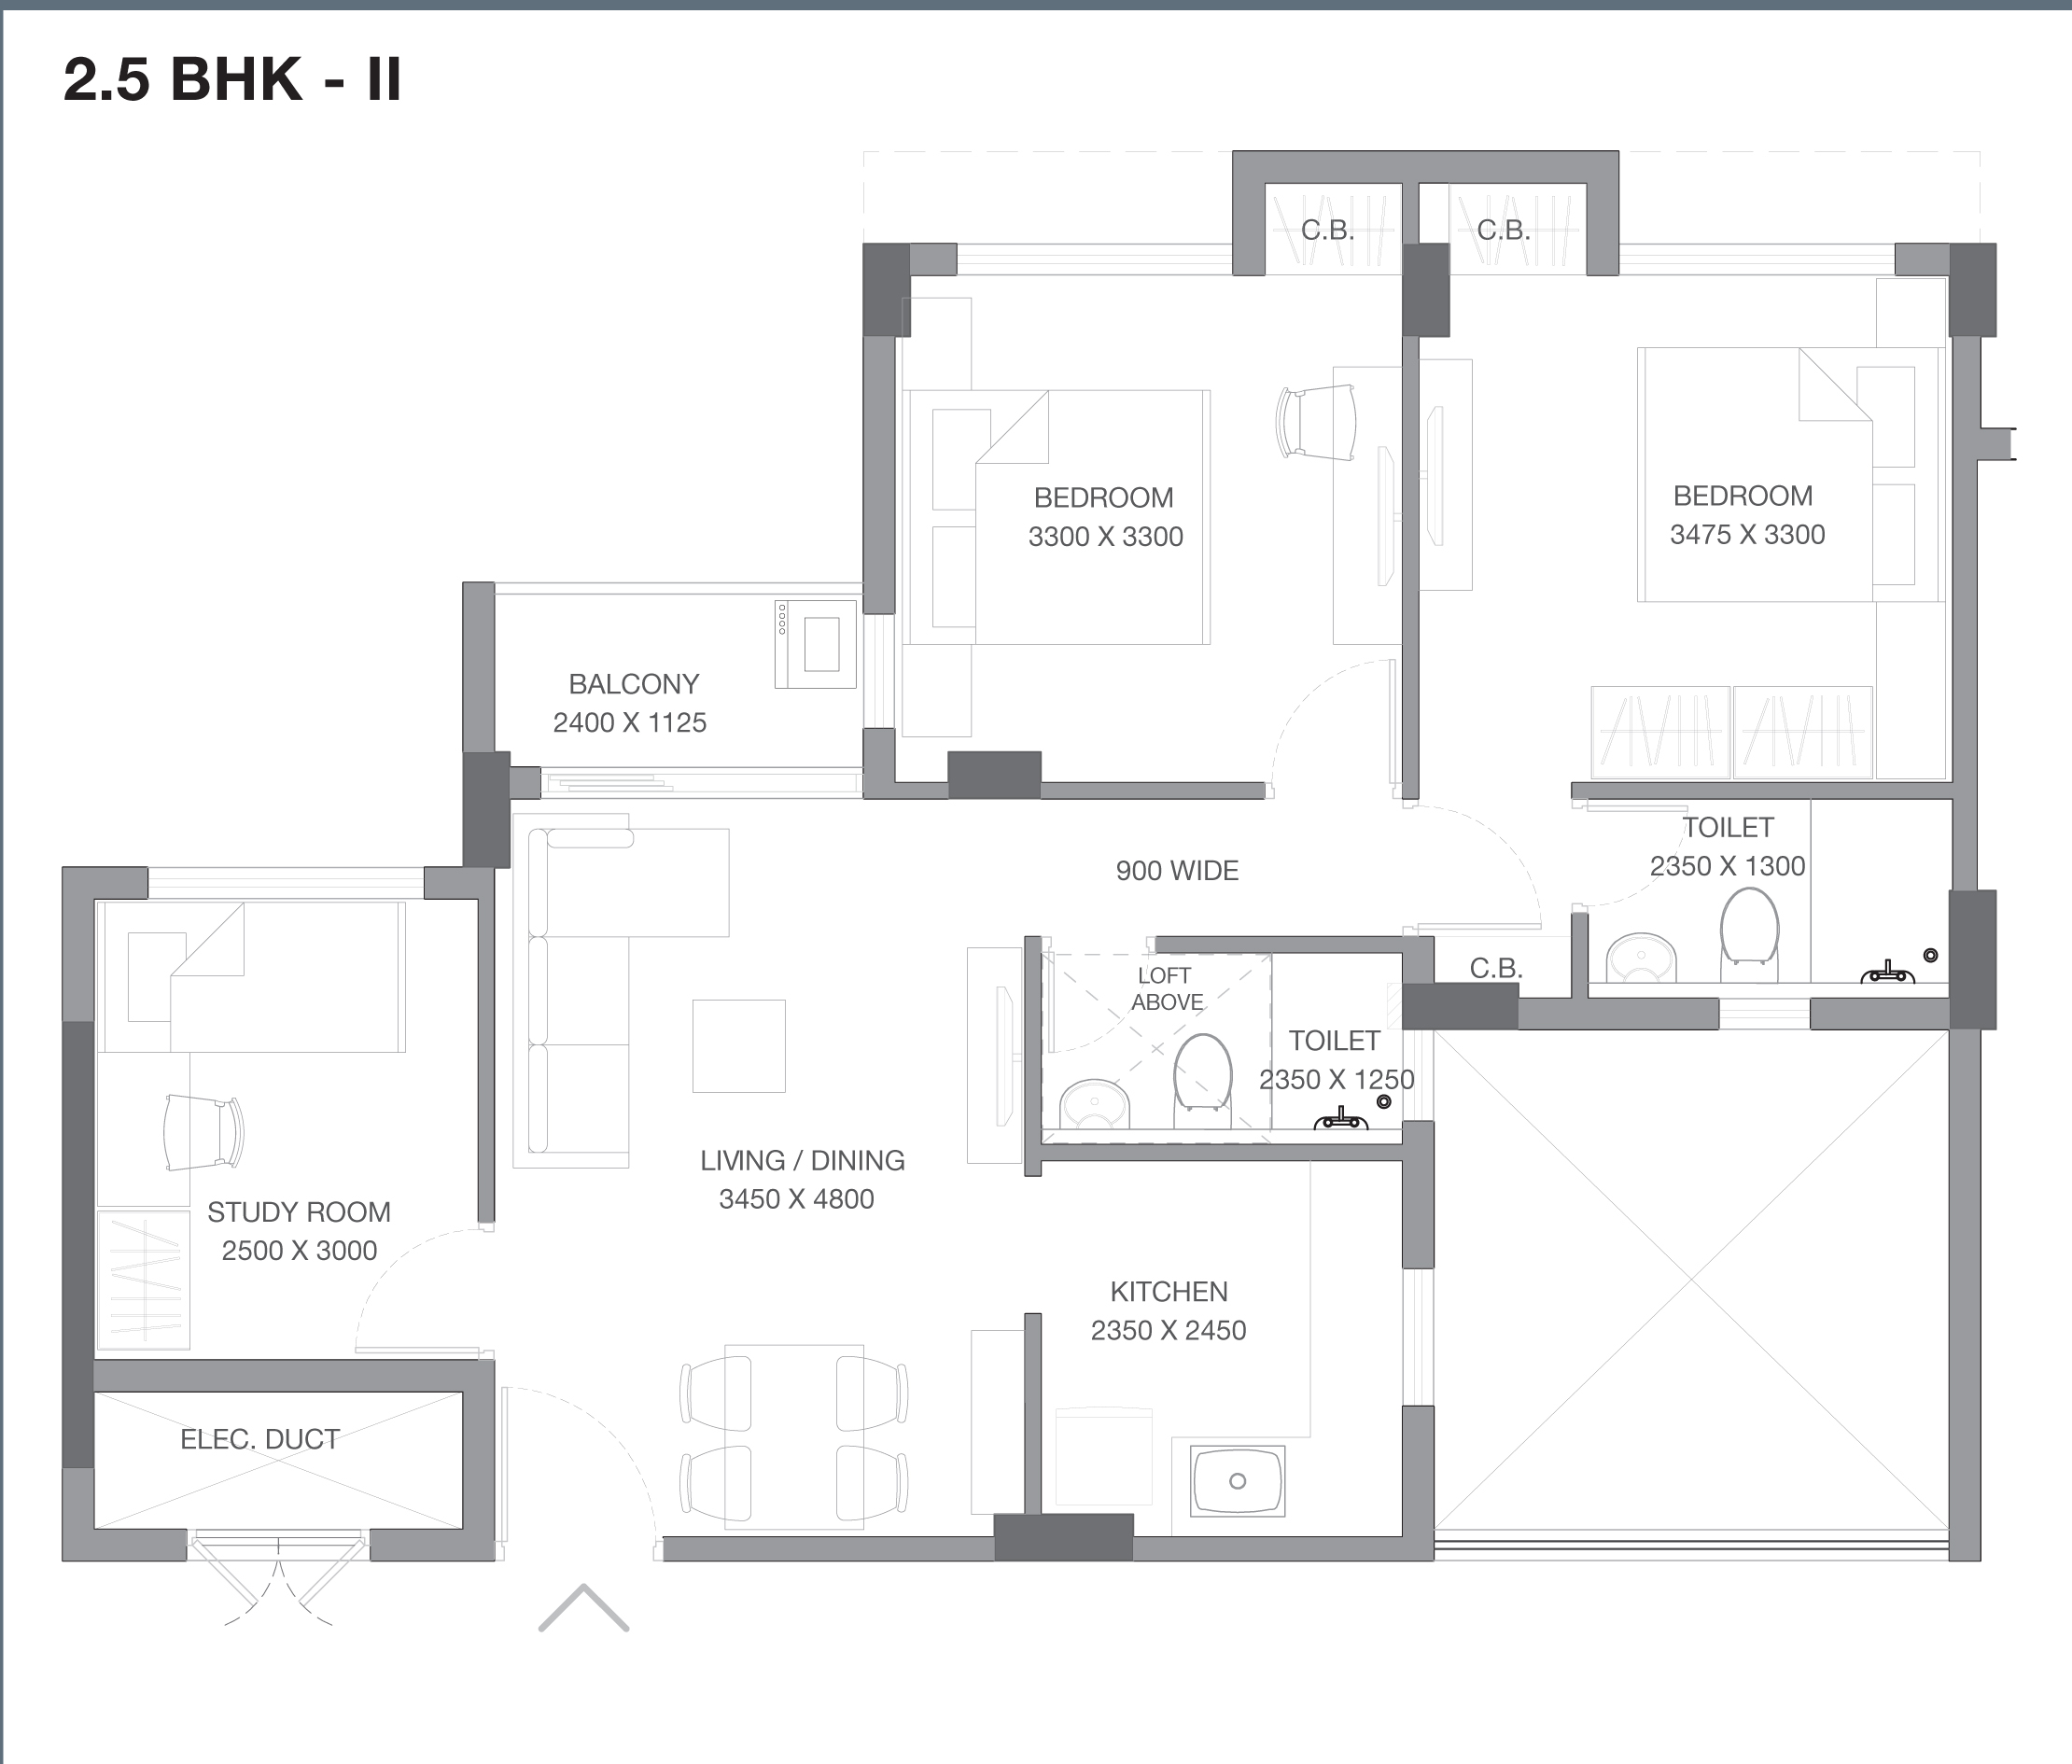 2.5 BHK - II
C.B.
C.B.
BEDROOM
3300 X 3300
BEDROOM
3475 X 3300
BALCONY
2400 X 1125
TOILET
2350 X 1300
900 WIDE
C.B.
LOFT
ABOVE
TOILET
2350 X 1250
LIVING / DINING
3450 X 4800
STUDY ROOM
2500 X 3000
KITCHEN
2350 X 2450
ELEC. DUCT